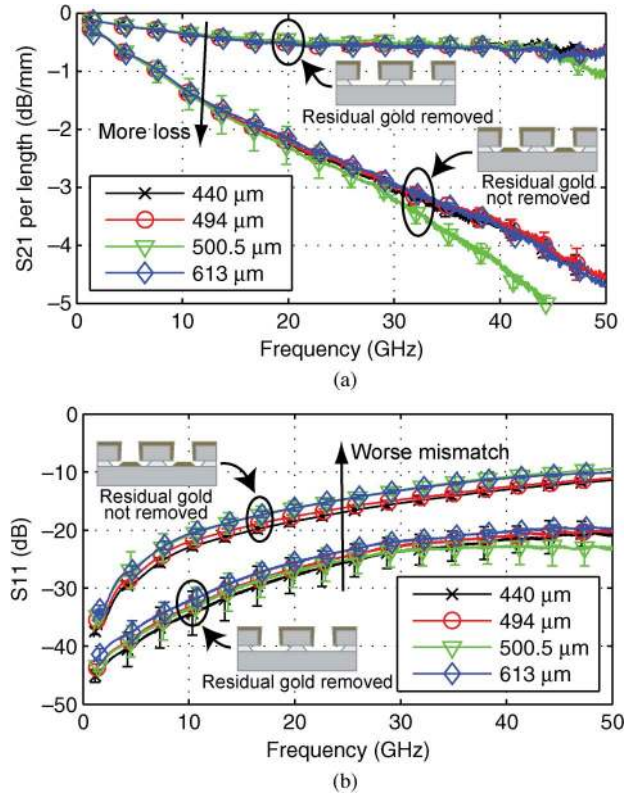 S21 per length (dB/mm)
0
−1
−2
−3
−4
−5
Residual gold removed
More loss
Residual gold
not removed
440 μm
494 μm
500.5 μm
613 μm
0 10 20 30 40 50
Frequency (GHz)
(a)
S11 (dB)
0
−10
−20
−30
−40
−50
Worse mismatch
Residual gold
not removed
Residual gold removed
440 μm
494 μm
500.5 μm
613 μm
0 10 20 30 40 50
Frequency (GHz)
(b)